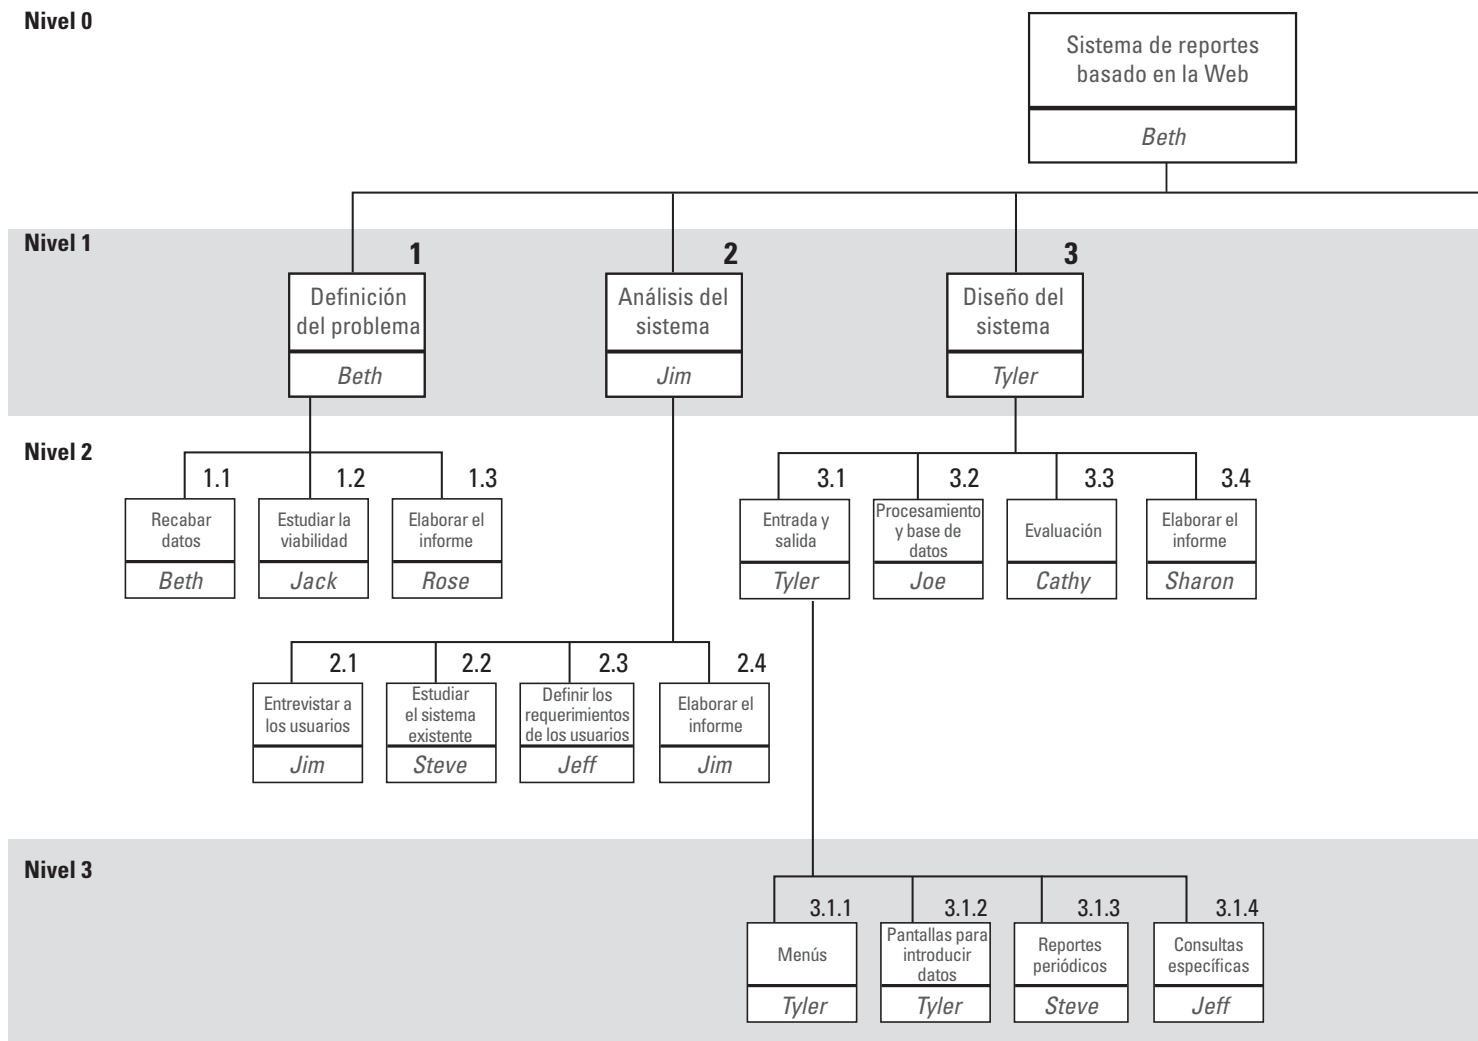 Nivel 0
Sistema de reportes
basado en la Web
Beth
Nivel 1
1
Definición
del problema
Beth
2
Análisis del
sistema
Jim
3
Diseño del
sistema
Tyler
Nivel 2
1.1
Recabar
datos
Beth
1.2
Estudiar la
viabilidad
Jack
1.3
Elaborar el
informe
Rose
3.1
Entrada y
salida
Tyler
3.2
Procesamiento
y base de
datos
Joe
3.3
Evaluación
Cathy
3.4
Elaborar el
informe
Sharon
2.1
Entrevistar a
los usuarios
Jim
2.2
Estudiar
el sistema
existente
Steve
2.3
Definir los
requerimientos
de los usuarios
Jeff
2.4
Elaborar el
informe
Jim
Nivel 3
3.1.1
Menús
Tyler
3.1.2
Pantallas para
introducir
datos
Tyler
3.1.3
Reportes
periódicos
Steve
3.1.4
Consultas
específicas
Jeff